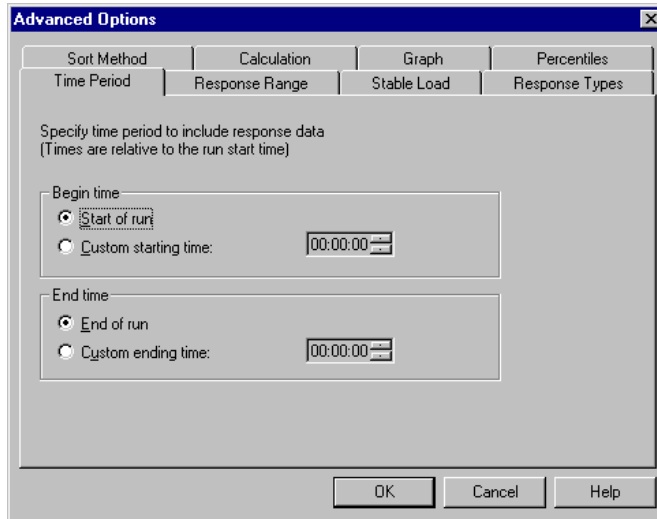 Advanced Options
Sort Method Calculation Graph Percentiles
Time Period Response Range Stable Load Response Types
Specify time period to include response data
(Times are relative to the run start time)
Begin time
Start of run
Custom starting time: 00:00:00
End time
End of run
Custom ending time: 00:00:00
OK Cancel Help